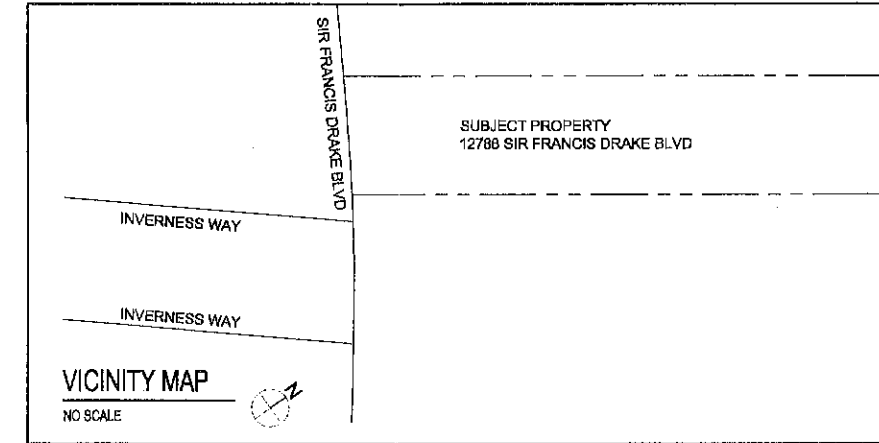 SIR FRANCIS DRAKE BLVD
SUBJECT PROPERTY
12788 SIR FRANCIS DRAKE BLVD
INVERNESS WAY
INVERNESS WAY
VICINITY MAP
NO SCALE
N